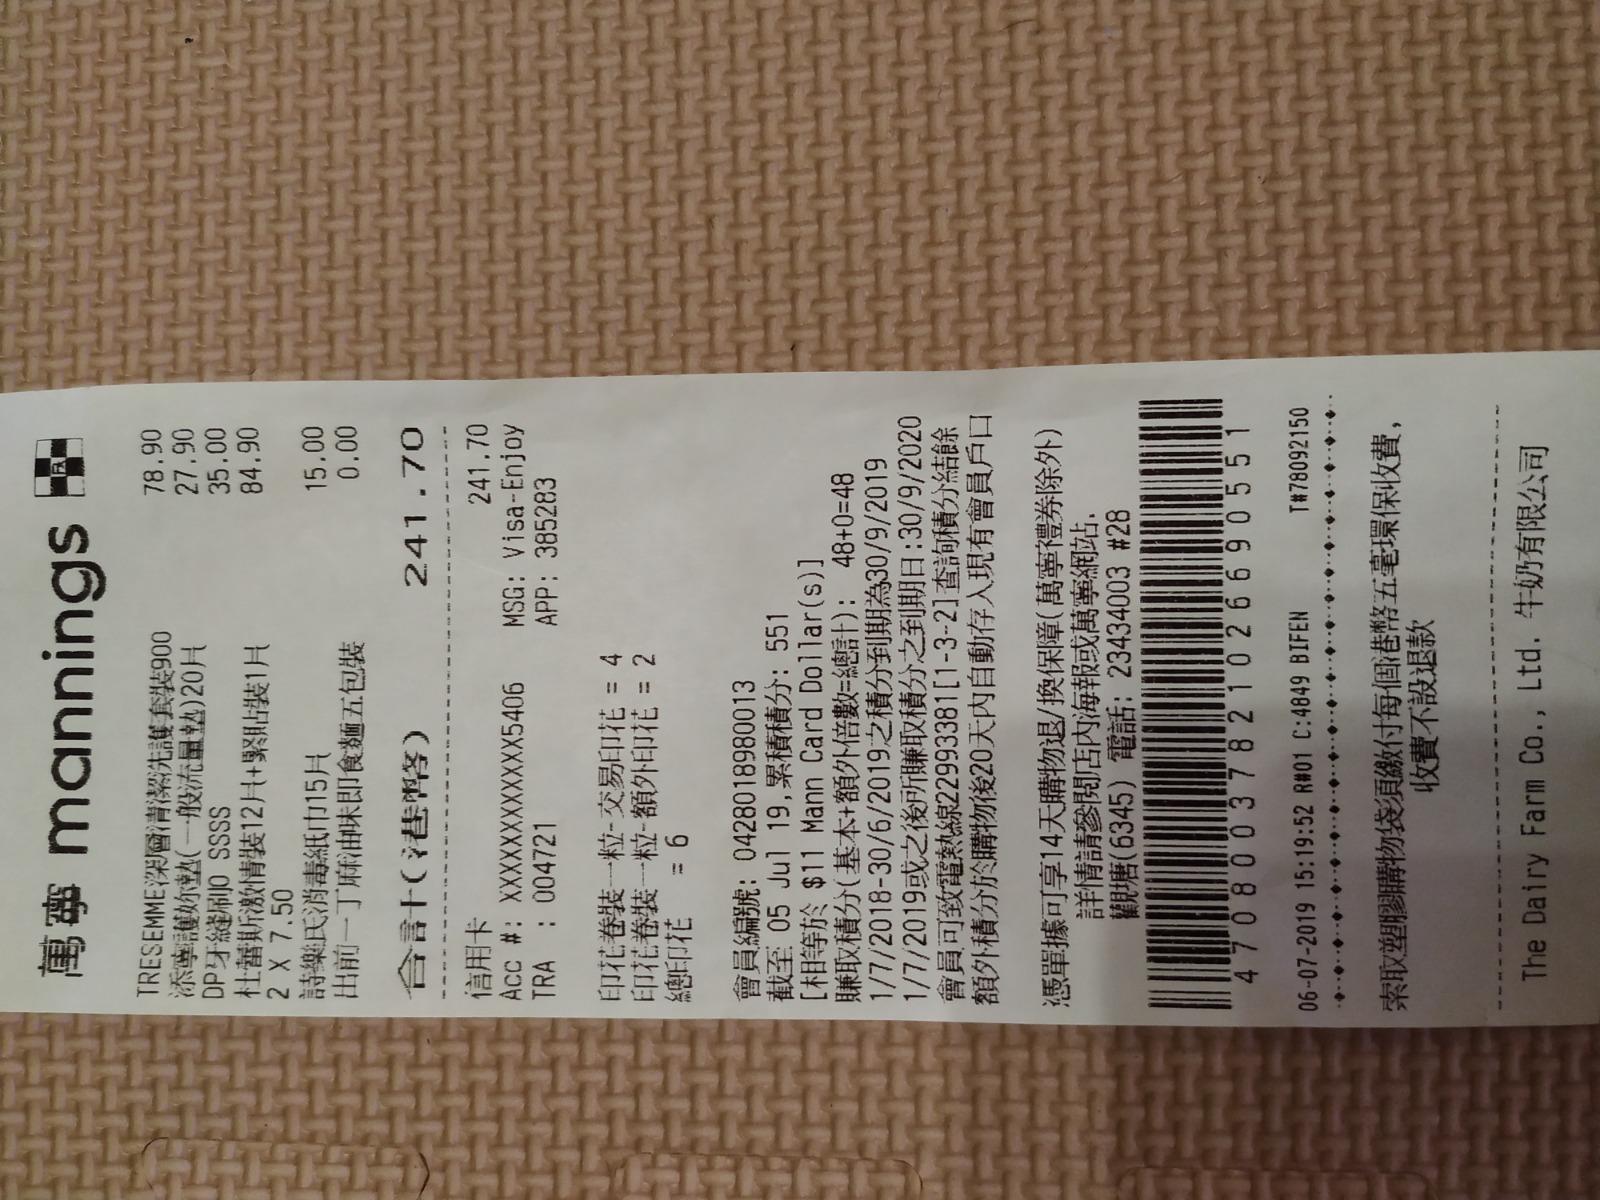 萬寧 mannings
TRESEMME深層清潔洗護套裝900 78.90
添寧護妳墊(一般流量墊)20片 27.90
DP牙縫刷0 SSSS 35.00
杜蕾斯激情裝12片+緊貼裝1片 84.90
2 X 7.50
詩樂氏消毒紙巾15片 15.00
出前一丁麻油味即食麵五包裝 0.00
合計(港幣) 241.70
信用卡 241.70
Acc #: XXXXXXXXXXXX5406 MSG: Visa-Enjoy
TRA : 004721 APP: 385283
印花卷裝一粒-交易印花 = 4
印花卷裝一粒-額外印花 = 2
總印花 = 6
會員編號: 0428018980013
截至 05 Jul 19,累積積分: 551
[相等於 $11 Mann Card Dollar(s)]
賺取積分(基本+額外倍數=總計): 48+0=48
1/7/2018-30/6/2019之積分到期為30/9/2019
1/7/2019或之後所賺取積分之到期日:30/9/2020
會員可致電熱線22993381[1-3-2]查詢積分結餘
額外積分於購物後20天內自動存入現有會員戶口
憑單據可享14天購物退/換保障(萬寧禮券除外)
詳情請參閱店內海報或萬寧網站.
觀塘(6345) 電話: 23434003 #28
47080037821026690551
06-07-2019 15:19:52 R#01 C:4849 BIFEN T#78092150
索取塑膠購物袋須繳付每個港幣五毫環保收費,
收費不設退款
The Dairy Farm Co., Ltd. 牛奶有限公司